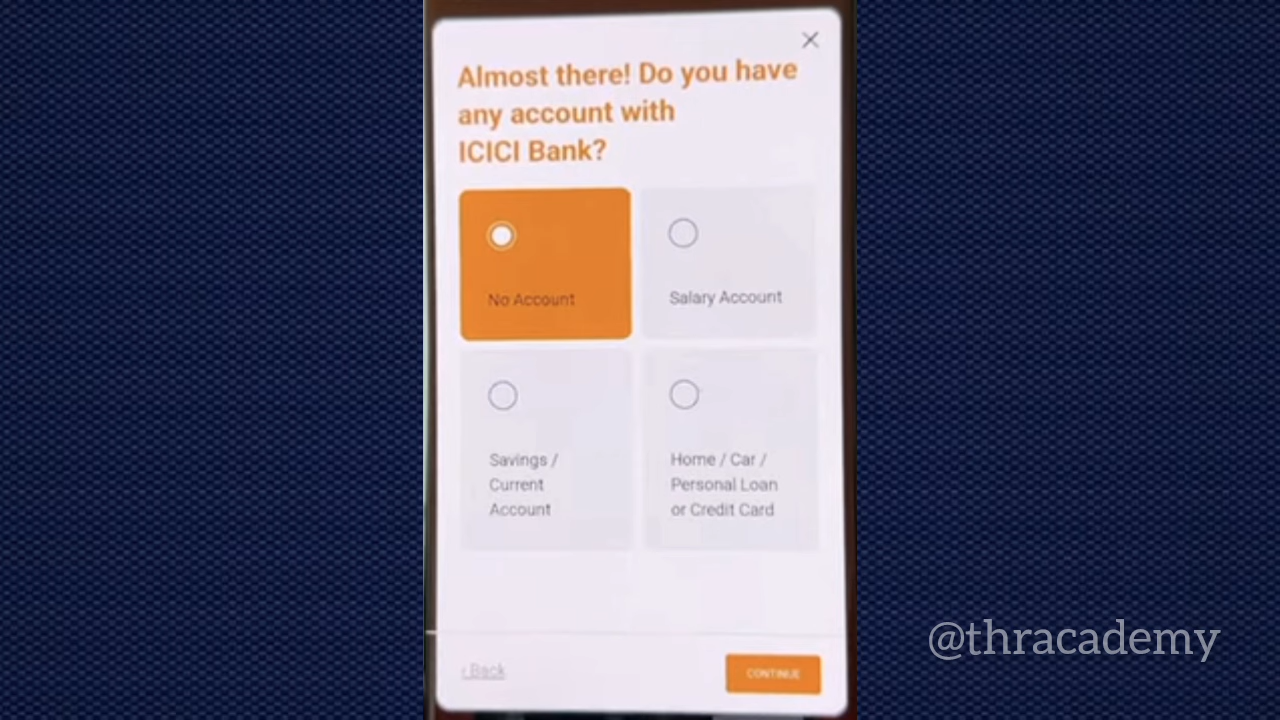 Almost there! Do you have
any account with
ICICI Bank?
No Account
Salary Account
Savings /
Current
Account
Home / Car /
Personal Loan
or Credit Card
‹ Back
CONTINUE
@thracademy